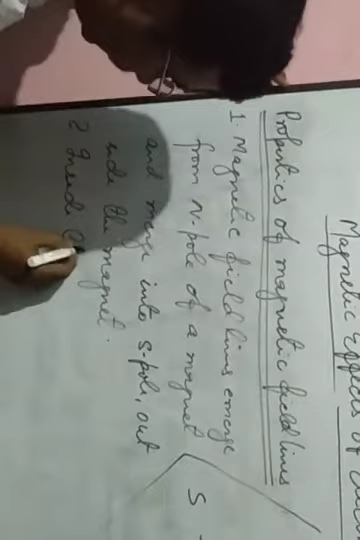 Magnetic Effects of
Properties of magnetic field lines
1. Magnetic field lines emerge
from N-pole of a magnet
and merge into S-pole, out
side the magnet.
2 Inside
S